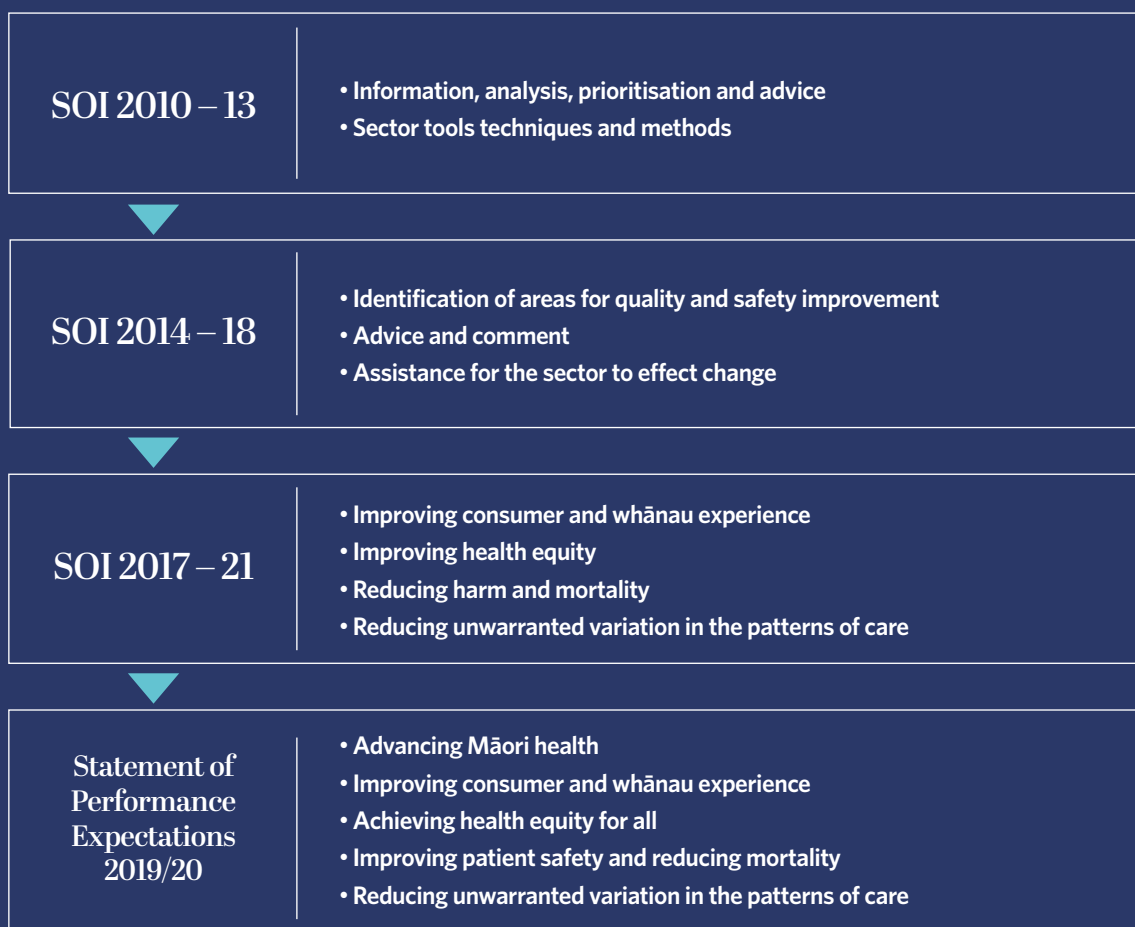 SOI 2010 – 13
• Information, analysis, prioritisation and advice
• Sector tools techniques and methods
SOI 2014 – 18
• Identification of areas for quality and safety improvement
• Advice and comment
• Assistance for the sector to effect change
SOI 2017 – 21
• Improving consumer and whānau experience
• Improving health equity
• Reducing harm and mortality
• Reducing unwarranted variation in the patterns of care
Statement of
Performance
Expectations
2019/20
• Advancing Māori health
• Improving consumer and whānau experience
• Achieving health equity for all
• Improving patient safety and reducing mortality
• Reducing unwarranted variation in the patterns of care